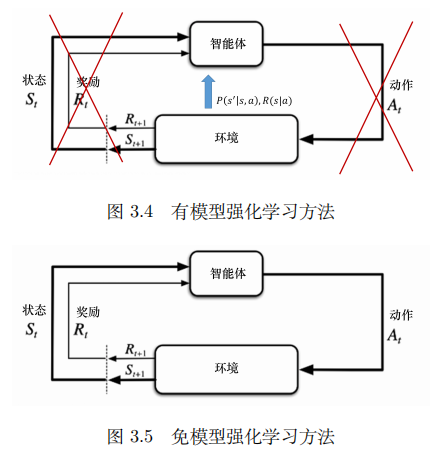 智能体
状态
S_t
奖励
R_t
P(s'|s,a),R(s|a)
动作
A_t
R_{t+1}
S_{t+1}
环境
图 3.4 有模型强化学习方法
智能体
状态
S_t
奖励
R_t
动作
A_t
R_{t+1}
S_{t+1}
环境
图 3.5 免模型强化学习方法